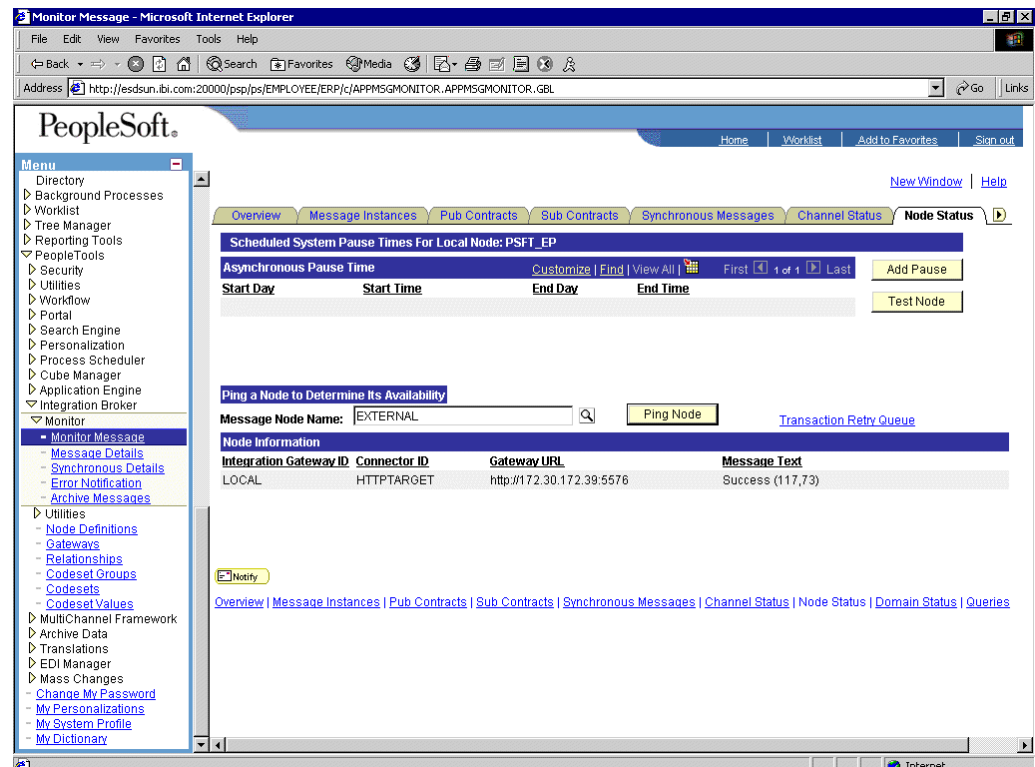 Monitor Message - Microsoft Internet Explorer
File Edit View Favorites Tools Help
Back Search Favorites Media
Address http://esdsun.ibi.com:20000/psp/ps/EMPLOYEE/ERP/c/APPMSGMONITOR.APPMSGMONITOR.GBL Go Links
PeopleSoft®
Home Worklist Add to Favorites Sign out
Menu
Directory
Background Processes
Worklist
Tree Manager
Reporting Tools
PeopleTools
Security
Utilities
Workflow
Portal
Search Engine
Personalization
Process Scheduler
Cube Manager
Application Engine
Integration Broker
Monitor
- Monitor Message
- Message Details
- Synchronous Details
- Error Notification
- Archive Messages
Utilities
- Node Definitions
- Gateways
- Relationships
- Codeset Groups
- Codesets
- Codeset Values
MultiChannel Framework
Archive Data
Translations
EDI Manager
Mass Changes
- Change My Password
- My Personalizations
- My System Profile
- My Dictionary
New Window | Help
Overview Message Instances Pub Contracts Sub Contracts Synchronous Messages Channel Status Node Status
Scheduled System Pause Times For Local Node: PSFT_EP
Asynchronous Pause Time Customize | Find | View All | First 1 of 1 Last
Start Day Start Time End Day End Time
Add Pause
Test Node
Ping a Node to Determine Its Availability
Message Node Name: EXTERNAL Ping Node Transaction Retry Queue
Node Information
Integration Gateway ID Connector ID Gateway URL Message Text
LOCAL HTTPTARGET http://172.30.172.39:5576 Success (117,73)
Notify
Overview | Message Instances | Pub Contracts | Sub Contracts | Synchronous Messages | Channel Status | Node Status | Domain Status | Queries
Internet